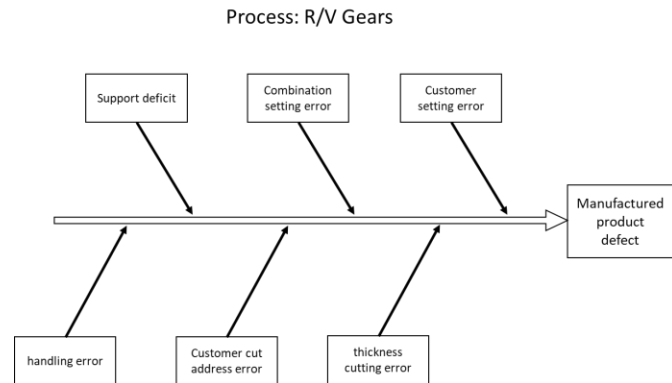 Process: R/V Gears
Support deficit
Combination
setting error
Customer
setting error
Manufactured
product
defect
handling error
Customer cut
address error
thickness
cutting error